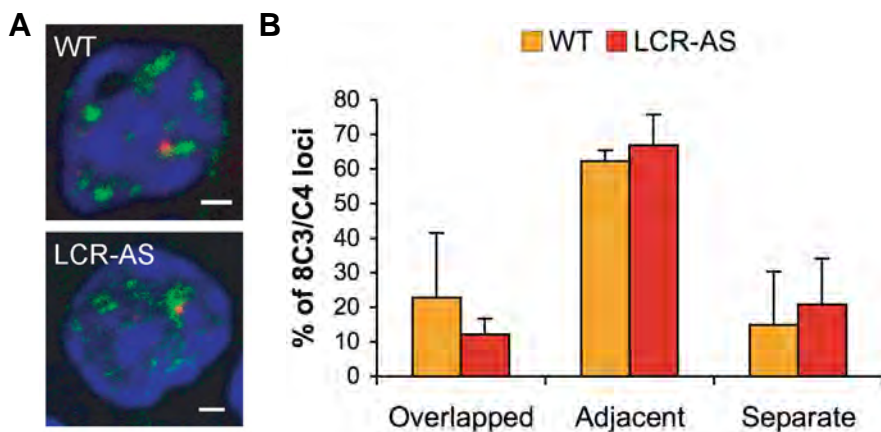 A
WT
LCR-AS
B
WT LCR-AS
% of 8C3/C4 loci
80
70
60
50
40
30
20
10
0
Overlapped Adjacent Separate